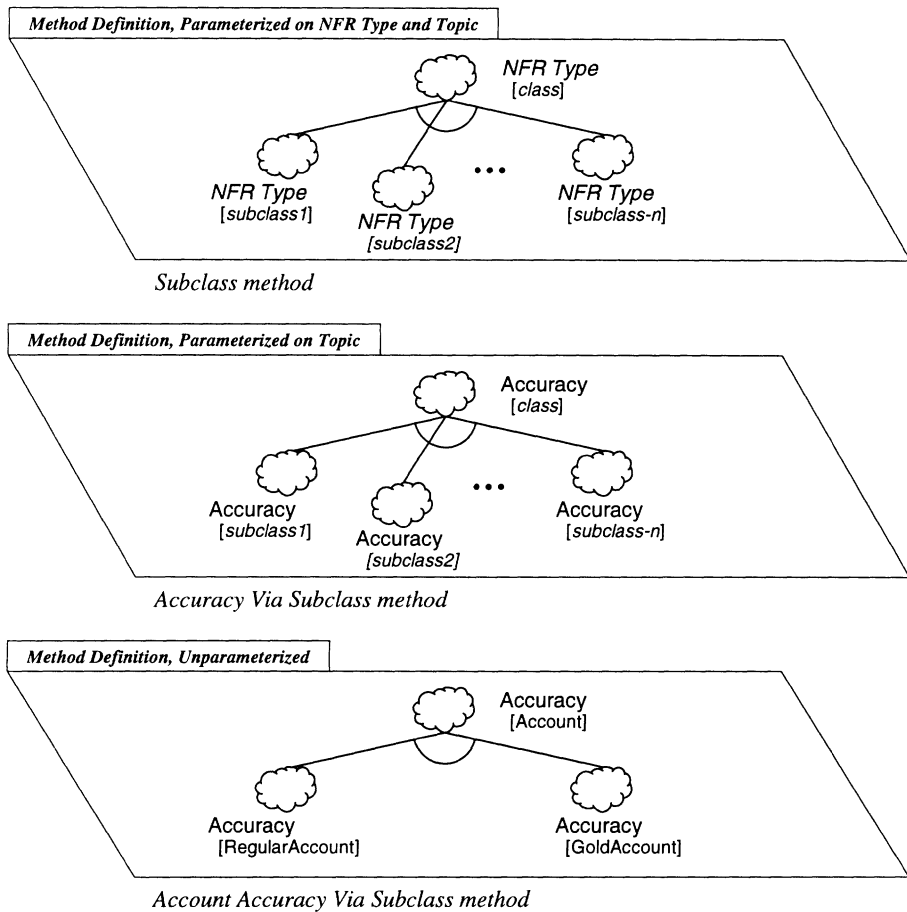 Method Definition, Parameterized on NFR Type and Topic
NFR Type
[class]
NFR Type
[subclass1]
NFR Type
[subclass2]
•••
NFR Type
[subclass-n]
Subclass method
Method Definition, Parameterized on Topic
Accuracy
[class]
Accuracy
[subclass1]
Accuracy
[subclass2]
•••
Accuracy
[subclass-n]
Accuracy Via Subclass method
Method Definition, Unparameterized
Accuracy
[Account]
Accuracy
[RegularAccount]
Accuracy
[GoldAccount]
Account Accuracy Via Subclass method